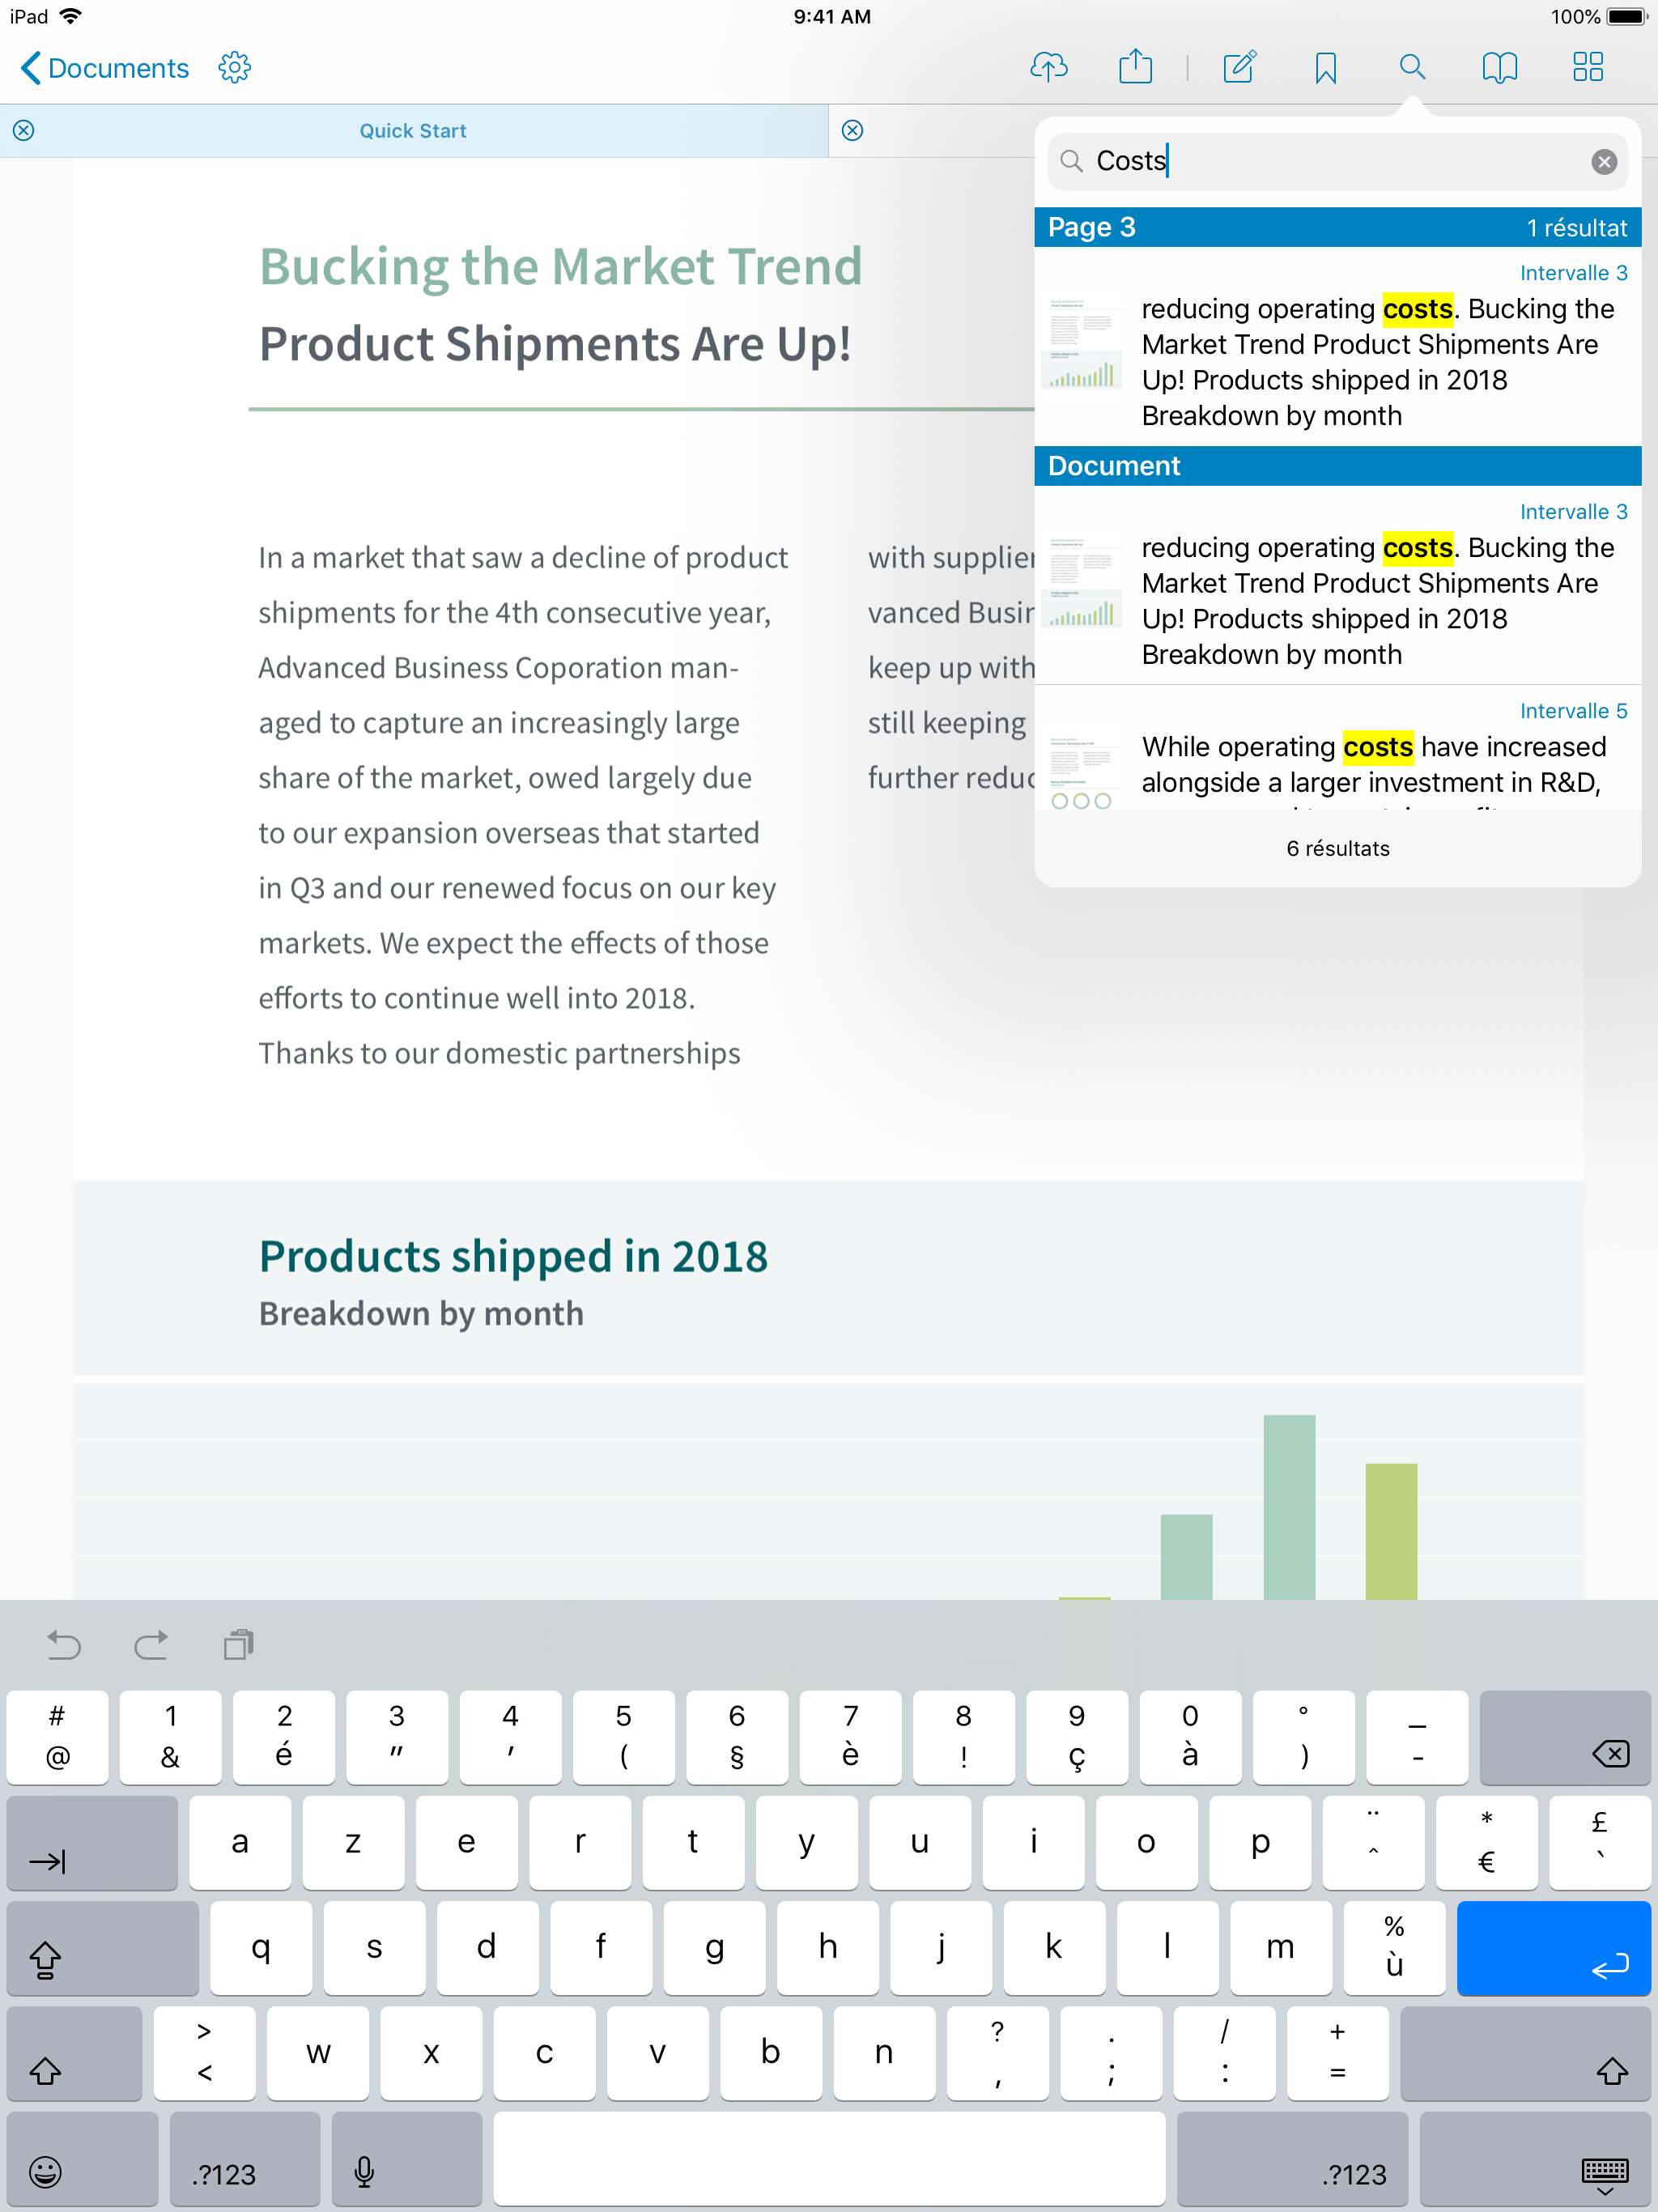 iPad
9:41 AM
100%
Documents
Quick Start
Costs
Page 3
1 résultat
Intervalle 3
reducing operating costs. Bucking the
Market Trend Product Shipments Are
Up! Products shipped in 2018
Breakdown by month
Document
Intervalle 3
reducing operating costs. Bucking the
Market Trend Product Shipments Are
Up! Products shipped in 2018
Breakdown by month
Intervalle 5
While operating costs have increased
alongside a larger investment in R&D,
6 résultats
Bucking the Market Trend
Product Shipments Are Up!
In a market that saw a decline of product
shipments for the 4th consecutive year,
Advanced Business Coporation man-
aged to capture an increasingly large
share of the market, owed largely due
to our expansion overseas that started
in Q3 and our renewed focus on our key
markets. We expect the effects of those
efforts to continue well into 2018.
Thanks to our domestic partnerships
with supplier
vanced Busin
keep up with
still keeping
further reduc
Products shipped in 2018
Breakdown by month
# 1 2 3 4 5 6 7 8 9 0 ° _
@ & é " ' ( § è ! ç à ) -
a z e r t y u i o p ¨ ^ * € £ `
q s d f g h j k l m % ù
> < w x c v b n ? , . ; / : + =
.?123 .?123